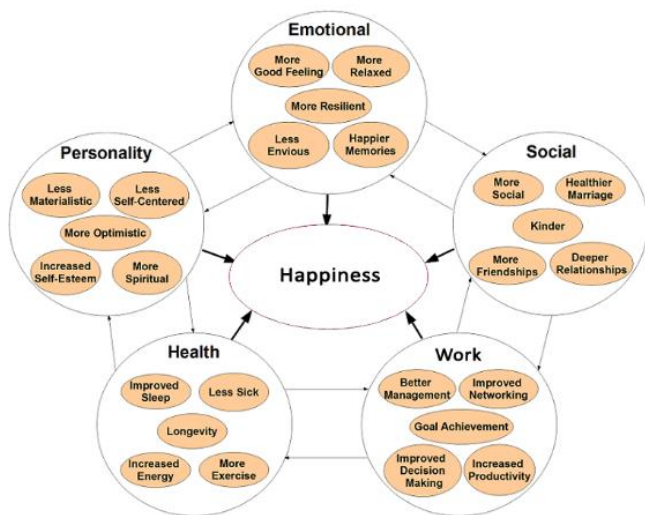 Emotional
More
Good Feeling
More
Relaxed
More Resilient
Less
Envious
Happier
Memories
Personality
Less
Materialistic
Less
Self-Centered
More Optimistic
Increased
Self-Esteem
More
Spiritual
Social
More
Social
Healthier
Marriage
Kinder
More
Friendships
Deeper
Relationships
Happiness
Health
Improved
Sleep
Less Sick
Longevity
Increased
Energy
More
Exercise
Work
Better
Management
Improved
Networking
Goal Achievement
Improved
Decision
Making
Increased
Productivity